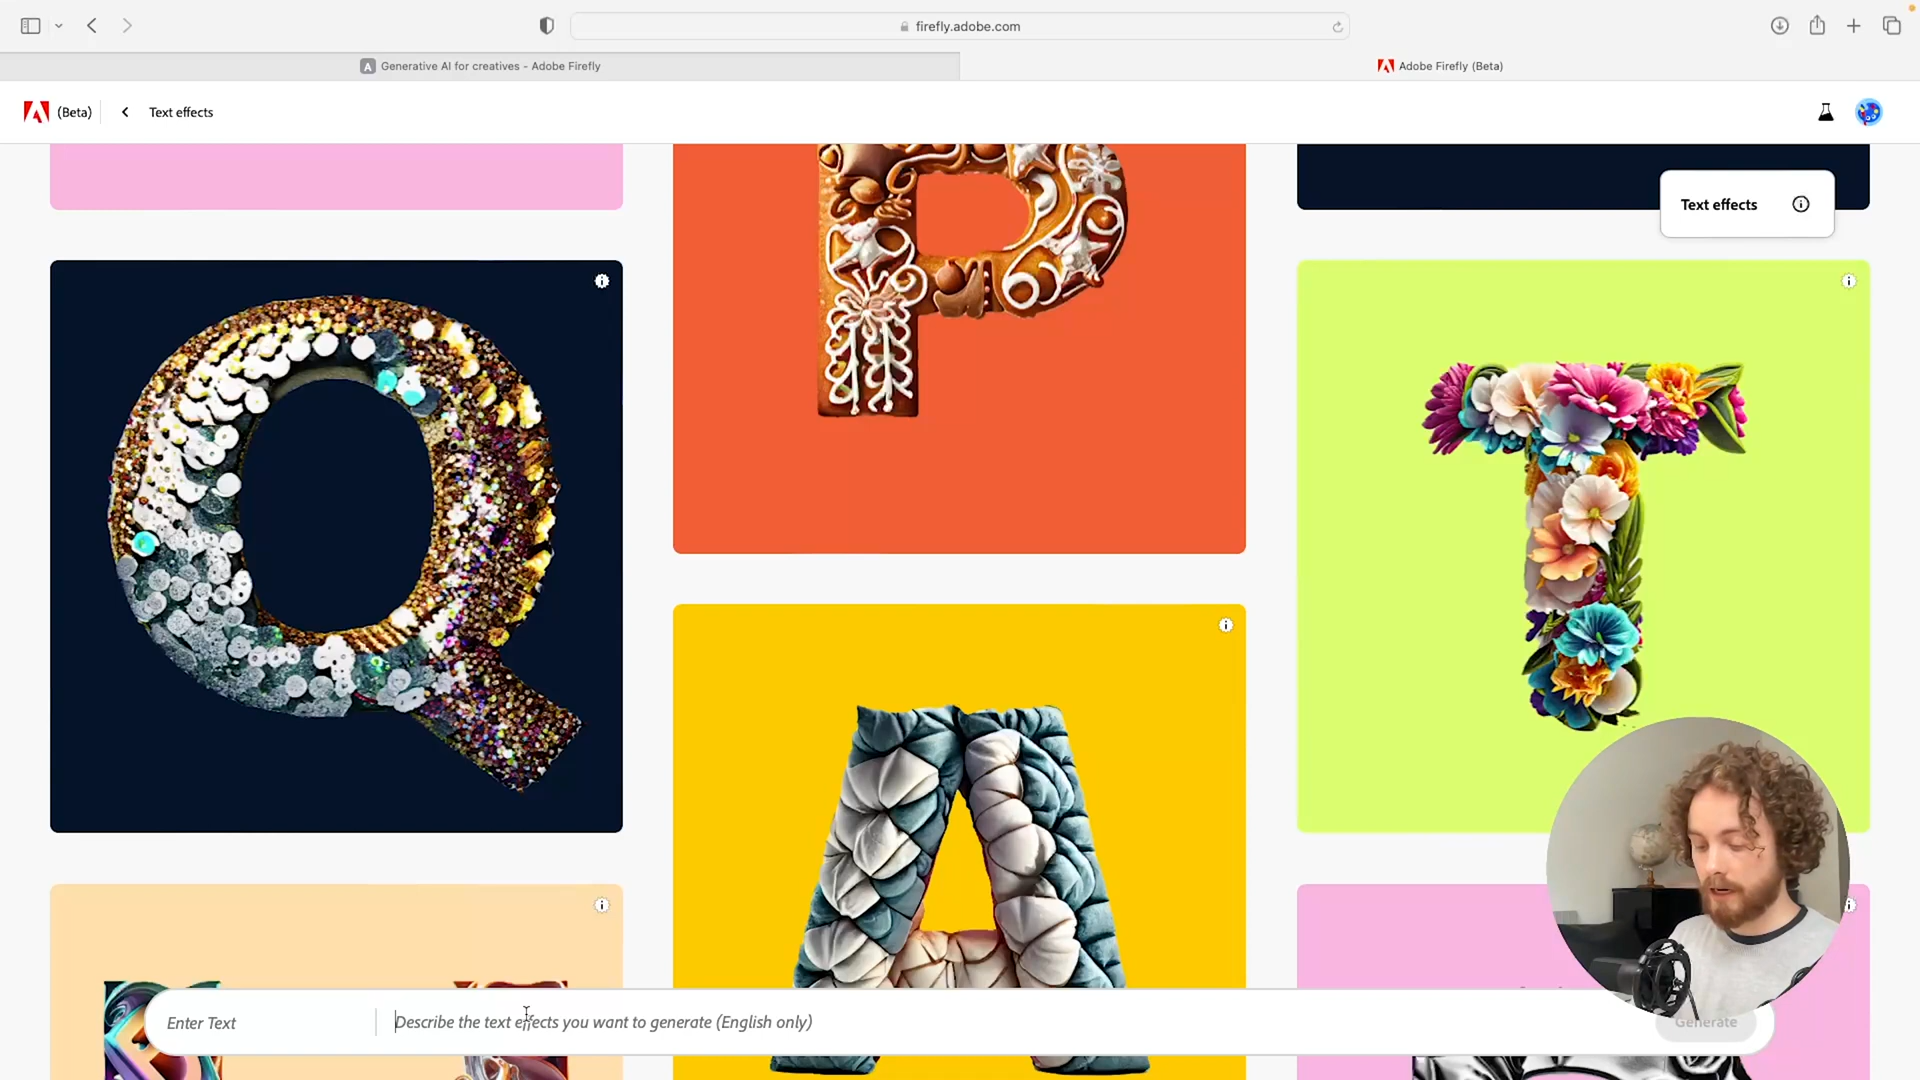 firefly.adobe.com
A Generative AI for creatives - Adobe Firefly
Adobe Firefly (Beta)
(Beta)
Text effects
Text effects
Q
P
T
A
Enter Text
Describe the text effects you want to generate (English only)
Generate